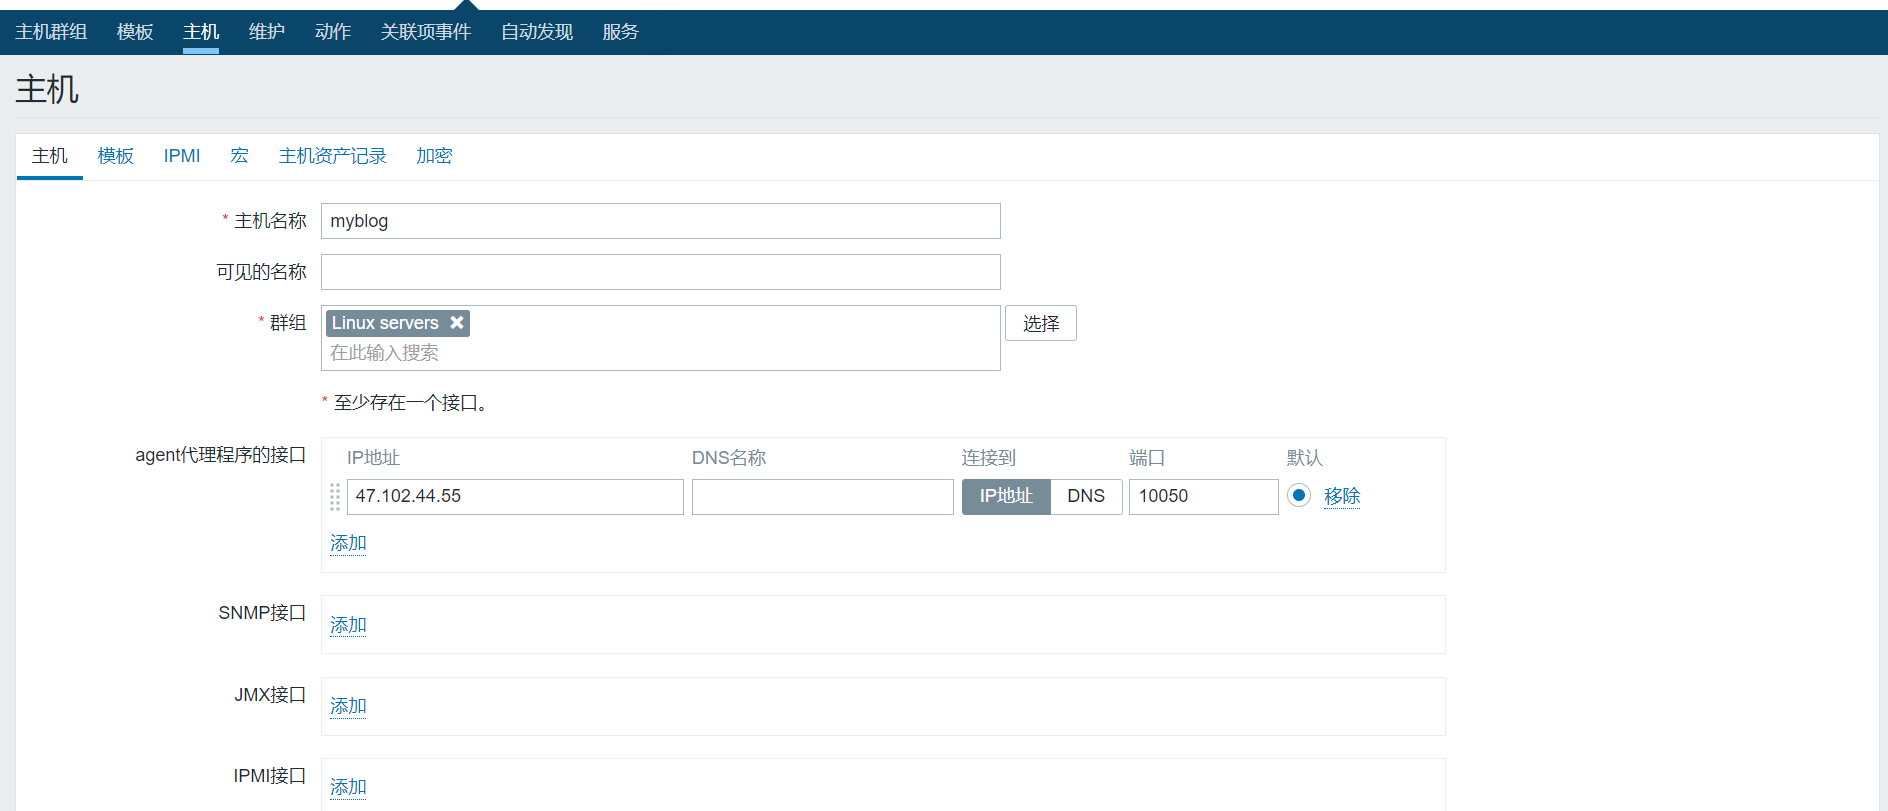 主机群组 模板 主机 维护 动作 关联项事件 自动发现 服务
主机
主机 模板 IPMI 宏 主机资产记录 加密
* 主机名称 myblog
可见的名称
* 群组 Linux servers 选择
在此输入搜索
* 至少存在一个接口。
agent代理程序的接口 IP地址 DNS名称 连接到 端口 默认
47.102.44.55 IP地址 DNS 10050 移除
添加
SNMP接口 添加
JMX接口 添加
IPMI接口 添加